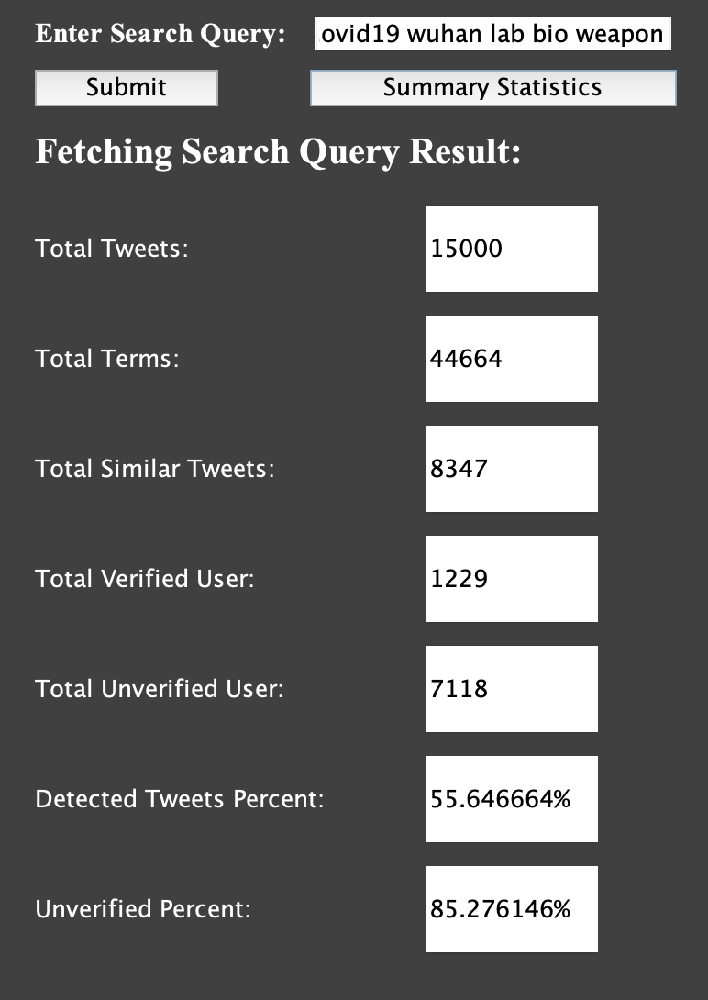 Enter Search Query: ovid19 wuhan lab bio weapon
Submit Summary Statistics
Fetching Search Query Result:
Total Tweets: 15000
Total Terms: 44664
Total Similar Tweets: 8347
Total Verified User: 1229
Total Unverified User: 7118
Detected Tweets Percent: 55.646664%
Unverified Percent: 85.276146%